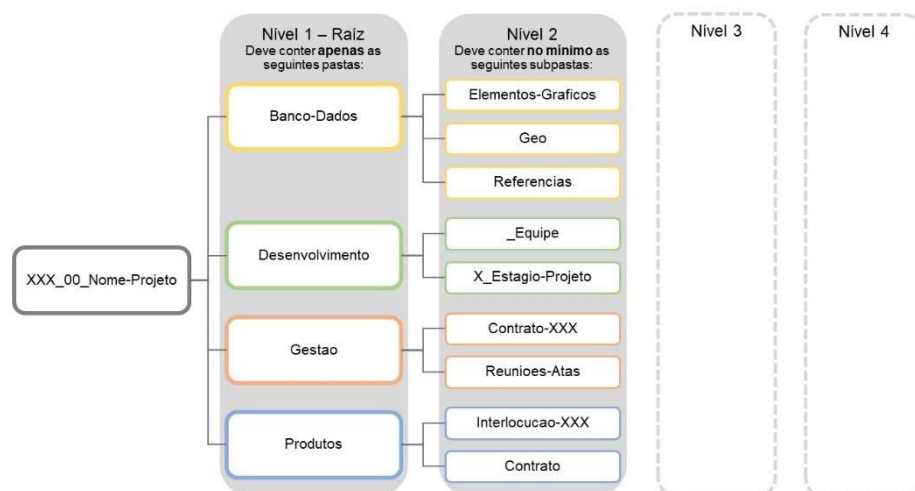 Nível 1 – Raíz
Deve conter apenas as
seguintes pastas:
Nível 2
Deve conter no mínimo as
seguintes subpastas:
Nível 3
Nível 4
XXX_00_Nome-Projeto
Banco-Dados
Elementos-Graficos
Geo
Referencias
Desenvolvimento
_Equipe
X_Estagio-Projeto
Gestao
Contrato-XXX
Reunioes-Atas
Produtos
Interlocucao-XXX
Contrato